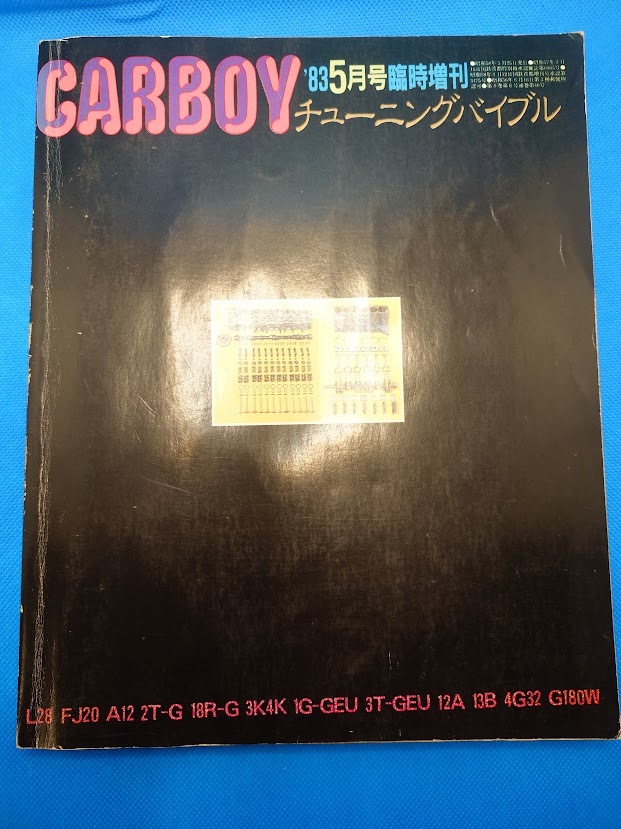 CARBOY '83 5月号臨時増刊
チューニングバイブル
L28 FJ20 A12 2T-G 18R-G 3K4K 1G-GEU 3T-GEU 12A 13B 4G32 G180W